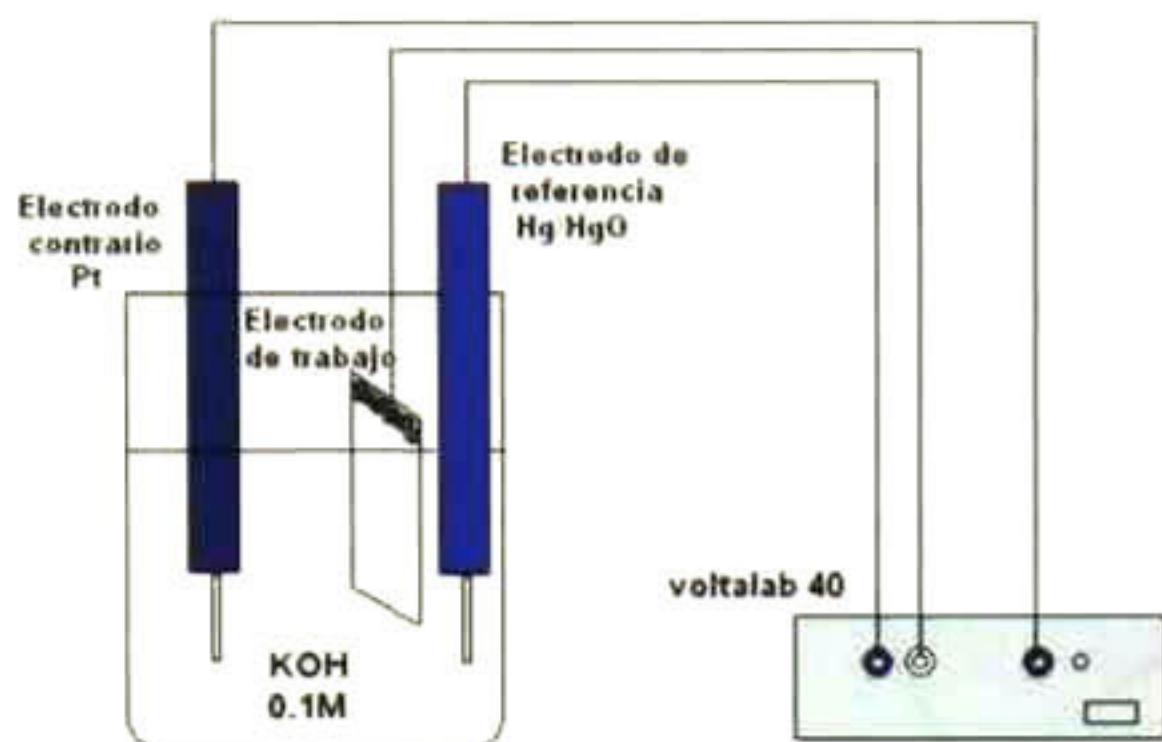 Electrodo
contrario
Pt
Electrodo de
referencia
Hg HgO
Electrodo
de trabajo
KOH
0.1M
voltalab 40